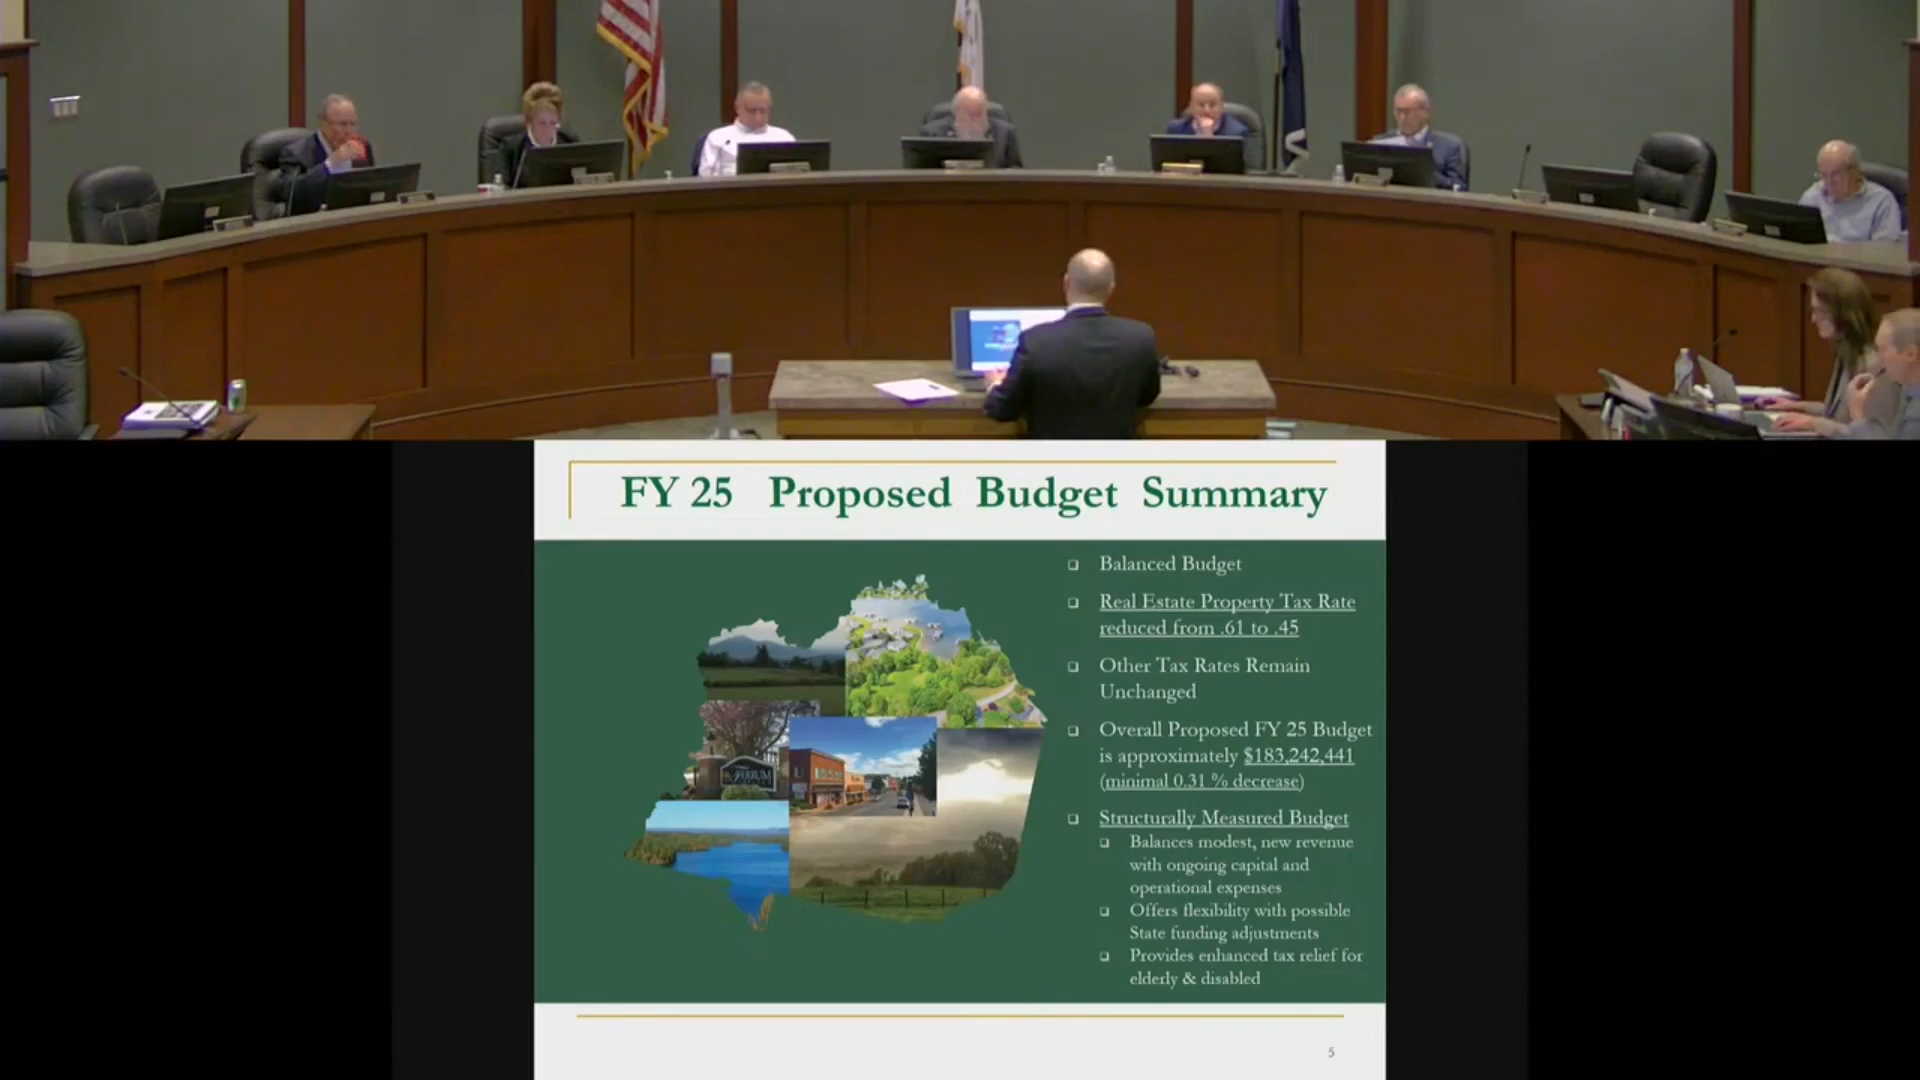 FY 25 Proposed Budget Summary
Balanced Budget
Real Estate Property Tax Rate
reduced from .61 to .45
Other Tax Rates Remain
Unchanged
Overall Proposed FY 25 Budget
is approximately $183,242,441
(minimal 0.31 % decrease)
Structurally Measured Budget
Balances modest, new revenue
with ongoing capital and
operational expenses
Offers flexibility with possible
State funding adjustments
Provides enhanced tax relief for
elderly & disabled
5